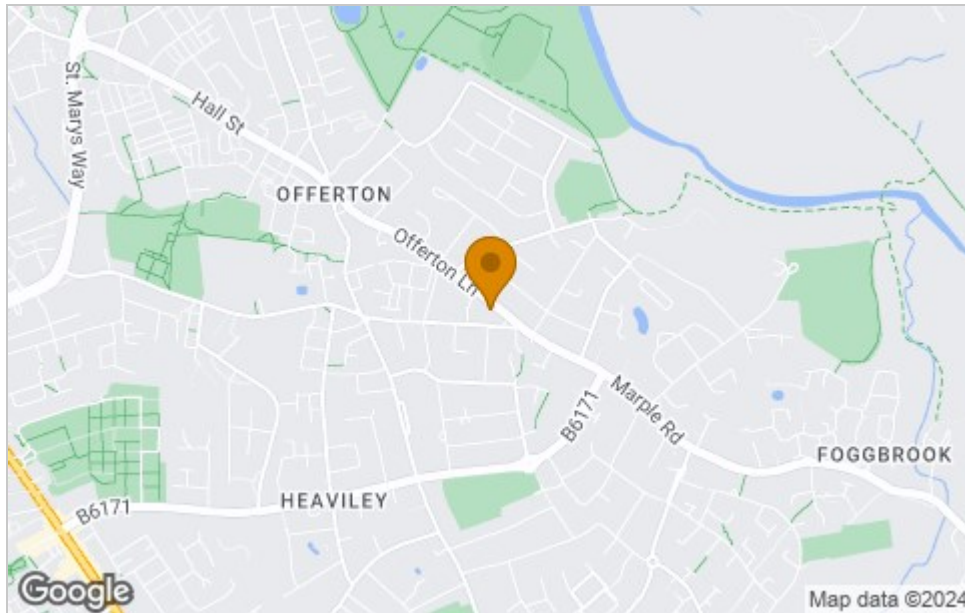 Hall St
St. Marys Way
OFFERTON
Offerton Ln
B6171
Marple Rd
FOGGBROOK
HEAVILEY
B6171
Google
Map data ©2024